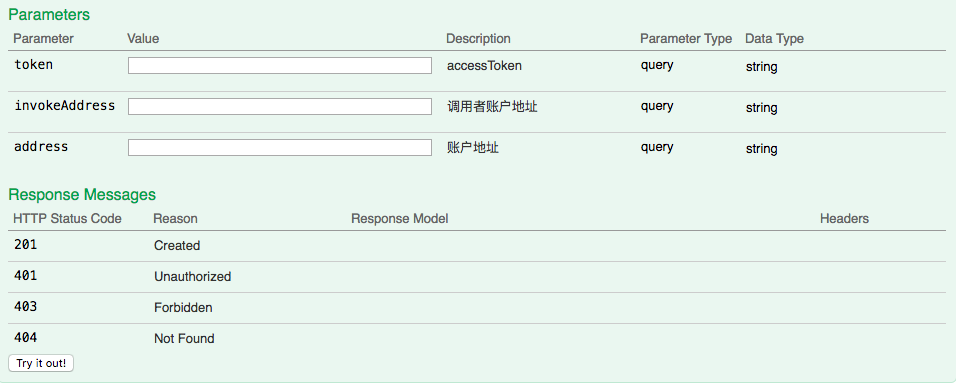 Parameters
Parameter Value Description Parameter Type Data Type
token accessToken query string
invokeAddress 调用者账户地址 query string
address 账户地址 query string
Response Messages
HTTP Status Code Reason Response Model Headers
201 Created
401 Unauthorized
403 Forbidden
404 Not Found
Try it out!